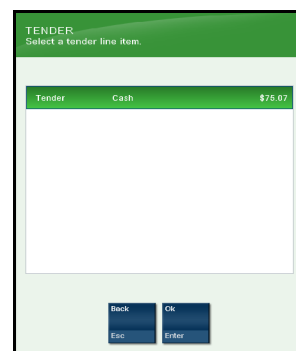 TENDER
Select a tender line item.
Tender Cash $75.07
Back Ok
Esc Enter